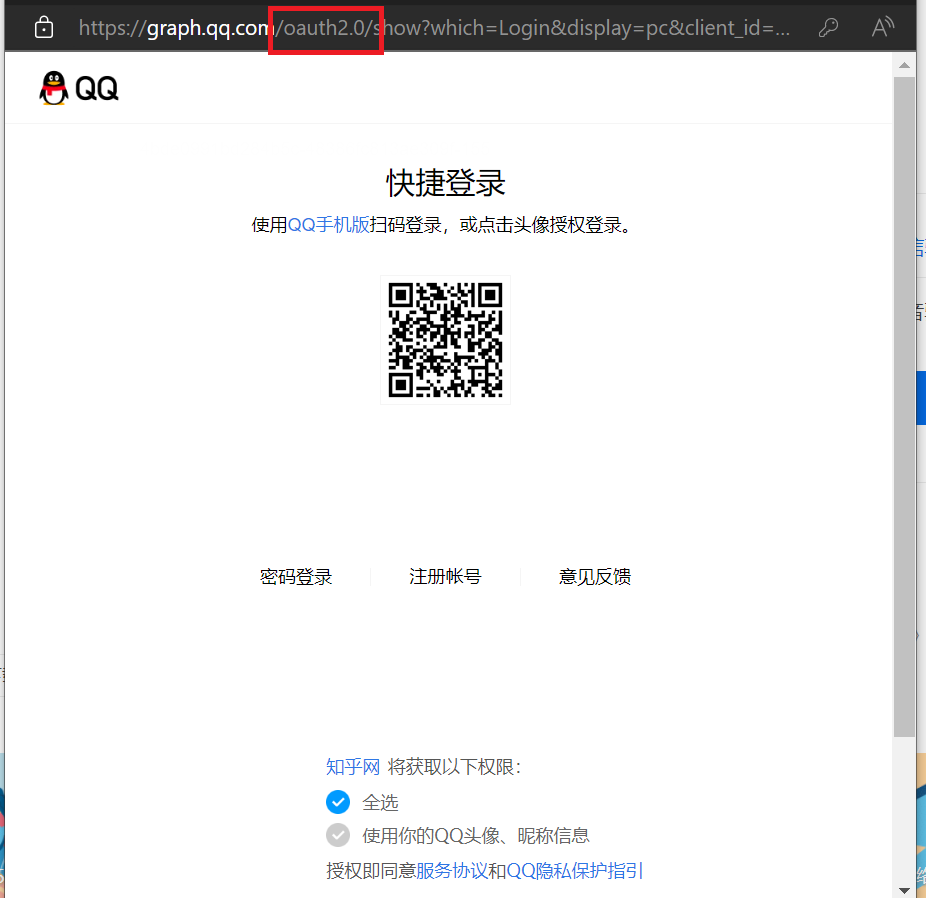 https://graph.qq.com/oauth2.0/show?which=Login&display=pc&client_id=...
QQ
快捷登录
使用QQ手机版扫码登录，或点击头像授权登录。
密码登录
注册帐号
意见反馈
知乎网 将获取以下权限：
全选
使用你的QQ头像、昵称信息
授权即同意服务协议和QQ隐私保护指引